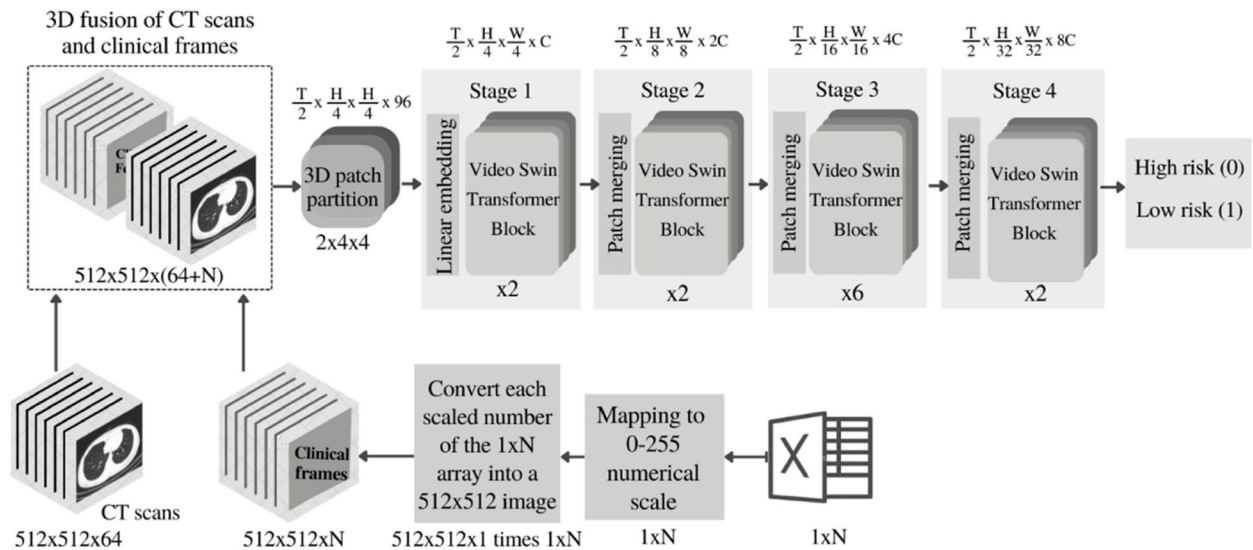 3D fusion of CT scans
and clinical frames
512x512x(64+N)
T/2 x H/4 x H/4 x 96
3D patch
partition
2x4x4
T/2 x H/4 x W/4 x C
Stage 1
Linear embedding
Video Swin
Transformer
Block
x2
T/2 x H/8 x W/8 x 2C
Stage 2
Patch merging
Video Swin
Transformer
Block
x2
T/2 x H/16 x W/16 x 4C
Stage 3
Patch merging
Video Swin
Transformer
Block
x6
T/2 x H/32 x W/32 x 8C
Stage 4
Patch merging
Video Swin
Transformer
Block
x2
High risk (0)
Low risk (1)
CT scans
512x512x64
Clinical
frames
512x512xN
Convert each
scaled number
of the 1xN
array into a
512x512 image
512x512x1 times 1xN
Mapping to
0-255
numerical
scale
1xN
X
1xN